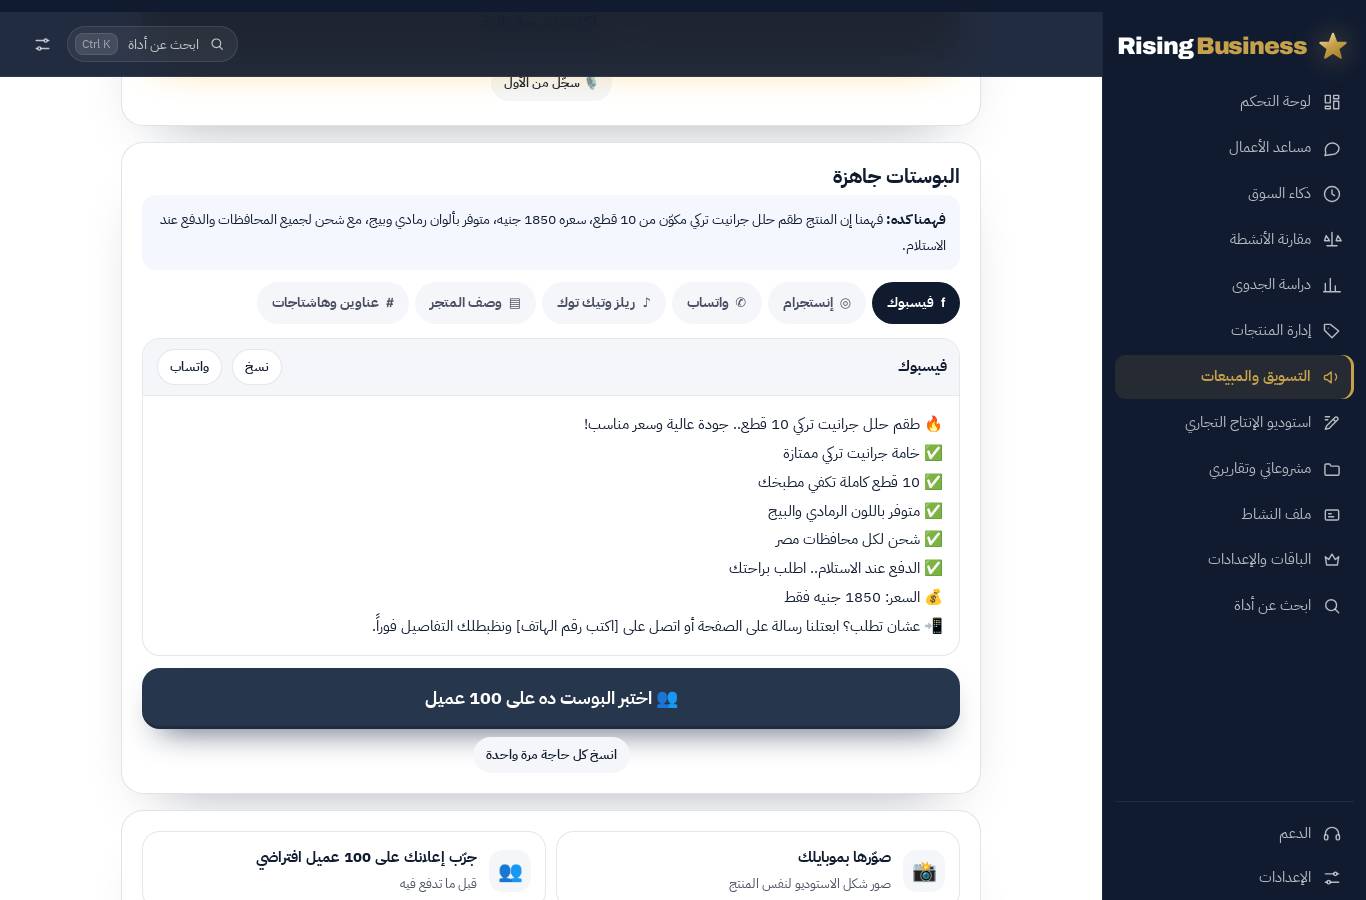 Rising Business
لوحة التحكم
مساعد الأعمال
ذكاء السوق
مقارنة الأنشطة
دراسة الجدوى
إدارة المنتجات
التسويق والمبيعات
استوديو الإنتاج التجاري
مشروعاتي وتقاريري
ملف النشاط
الباقات والإعدادات
ابحث عن أداة
الدعم
الإعدادات
ابحث عن أداة Ctrl K
🎙️ سجّل من الأول
البوستات جاهزة
فهمنا كده: فهمنا إن المنتج طقم حلل جرانيت تركي مكوّن من 10 قطع، سعره 1850 جنيه، متوفر بألوان رمادي وبيج، مع شحن لجميع المحافظات والدفع عند
الاستلام.
f فيسبوك
◎ إنستجرام
✆ واتساب
♪ ريلز وتيك توك
▤ وصف المتجر
# عناوين وهاشتاجات
فيسبوك
نسخ
واتساب
🔥 طقم حلل جرانيت تركي 10 قطع.. جودة عالية وسعر مناسب!
✅ خامة جرانيت تركي ممتازة
✅ 10 قطع كاملة تكفي مطبخك
✅ متوفر باللون الرمادي والبيج
✅ شحن لكل محافظات مصر
✅ الدفع عند الاستلام.. اطلب براحتك
💰 السعر: 1850 جنيه فقط
📲 عشان تطلب؟ ابعتلنا رسالة على الصفحة أو اتصل على [اكتب رقم الهاتف] ونظبطلك التفاصيل فوراً.
👥 اختبر البوست ده على 100 عميل
انسخ كل حاجة مرة واحدة
صوّرها بموبايلك
صور شكل الاستوديو لنفس المنتج
جرّب إعلانك على 100 عميل افتراضي
قبل ما تدفع فيه